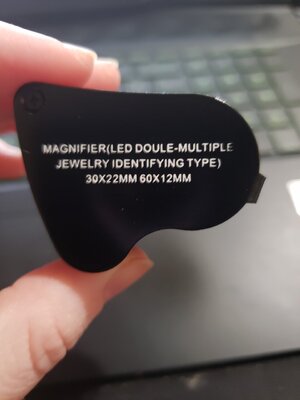 MAGNIFIER(LED DOULE-MULTIPLE
JEWELRY IDENTIFYING TYPE)
30X22MM 60X12MM